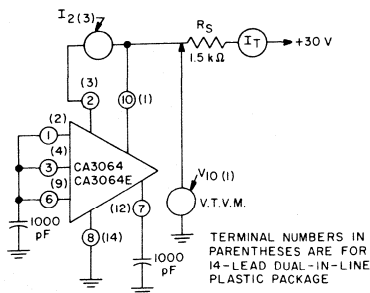 I2(3)
RS
1.5 kΩ
IT
+30 V
(3)
2
10 (1)
(2)
1
(4)
3
(9)
6
CA3064
CA3064E
(12)
7
V10 (1)
V.T.V.M.
1000
pF
8 (14)
1000
pF
TERMINAL NUMBERS IN
PARENTHESES ARE FOR
14-LEAD DUAL-IN-LINE
PLASTIC PACKAGE